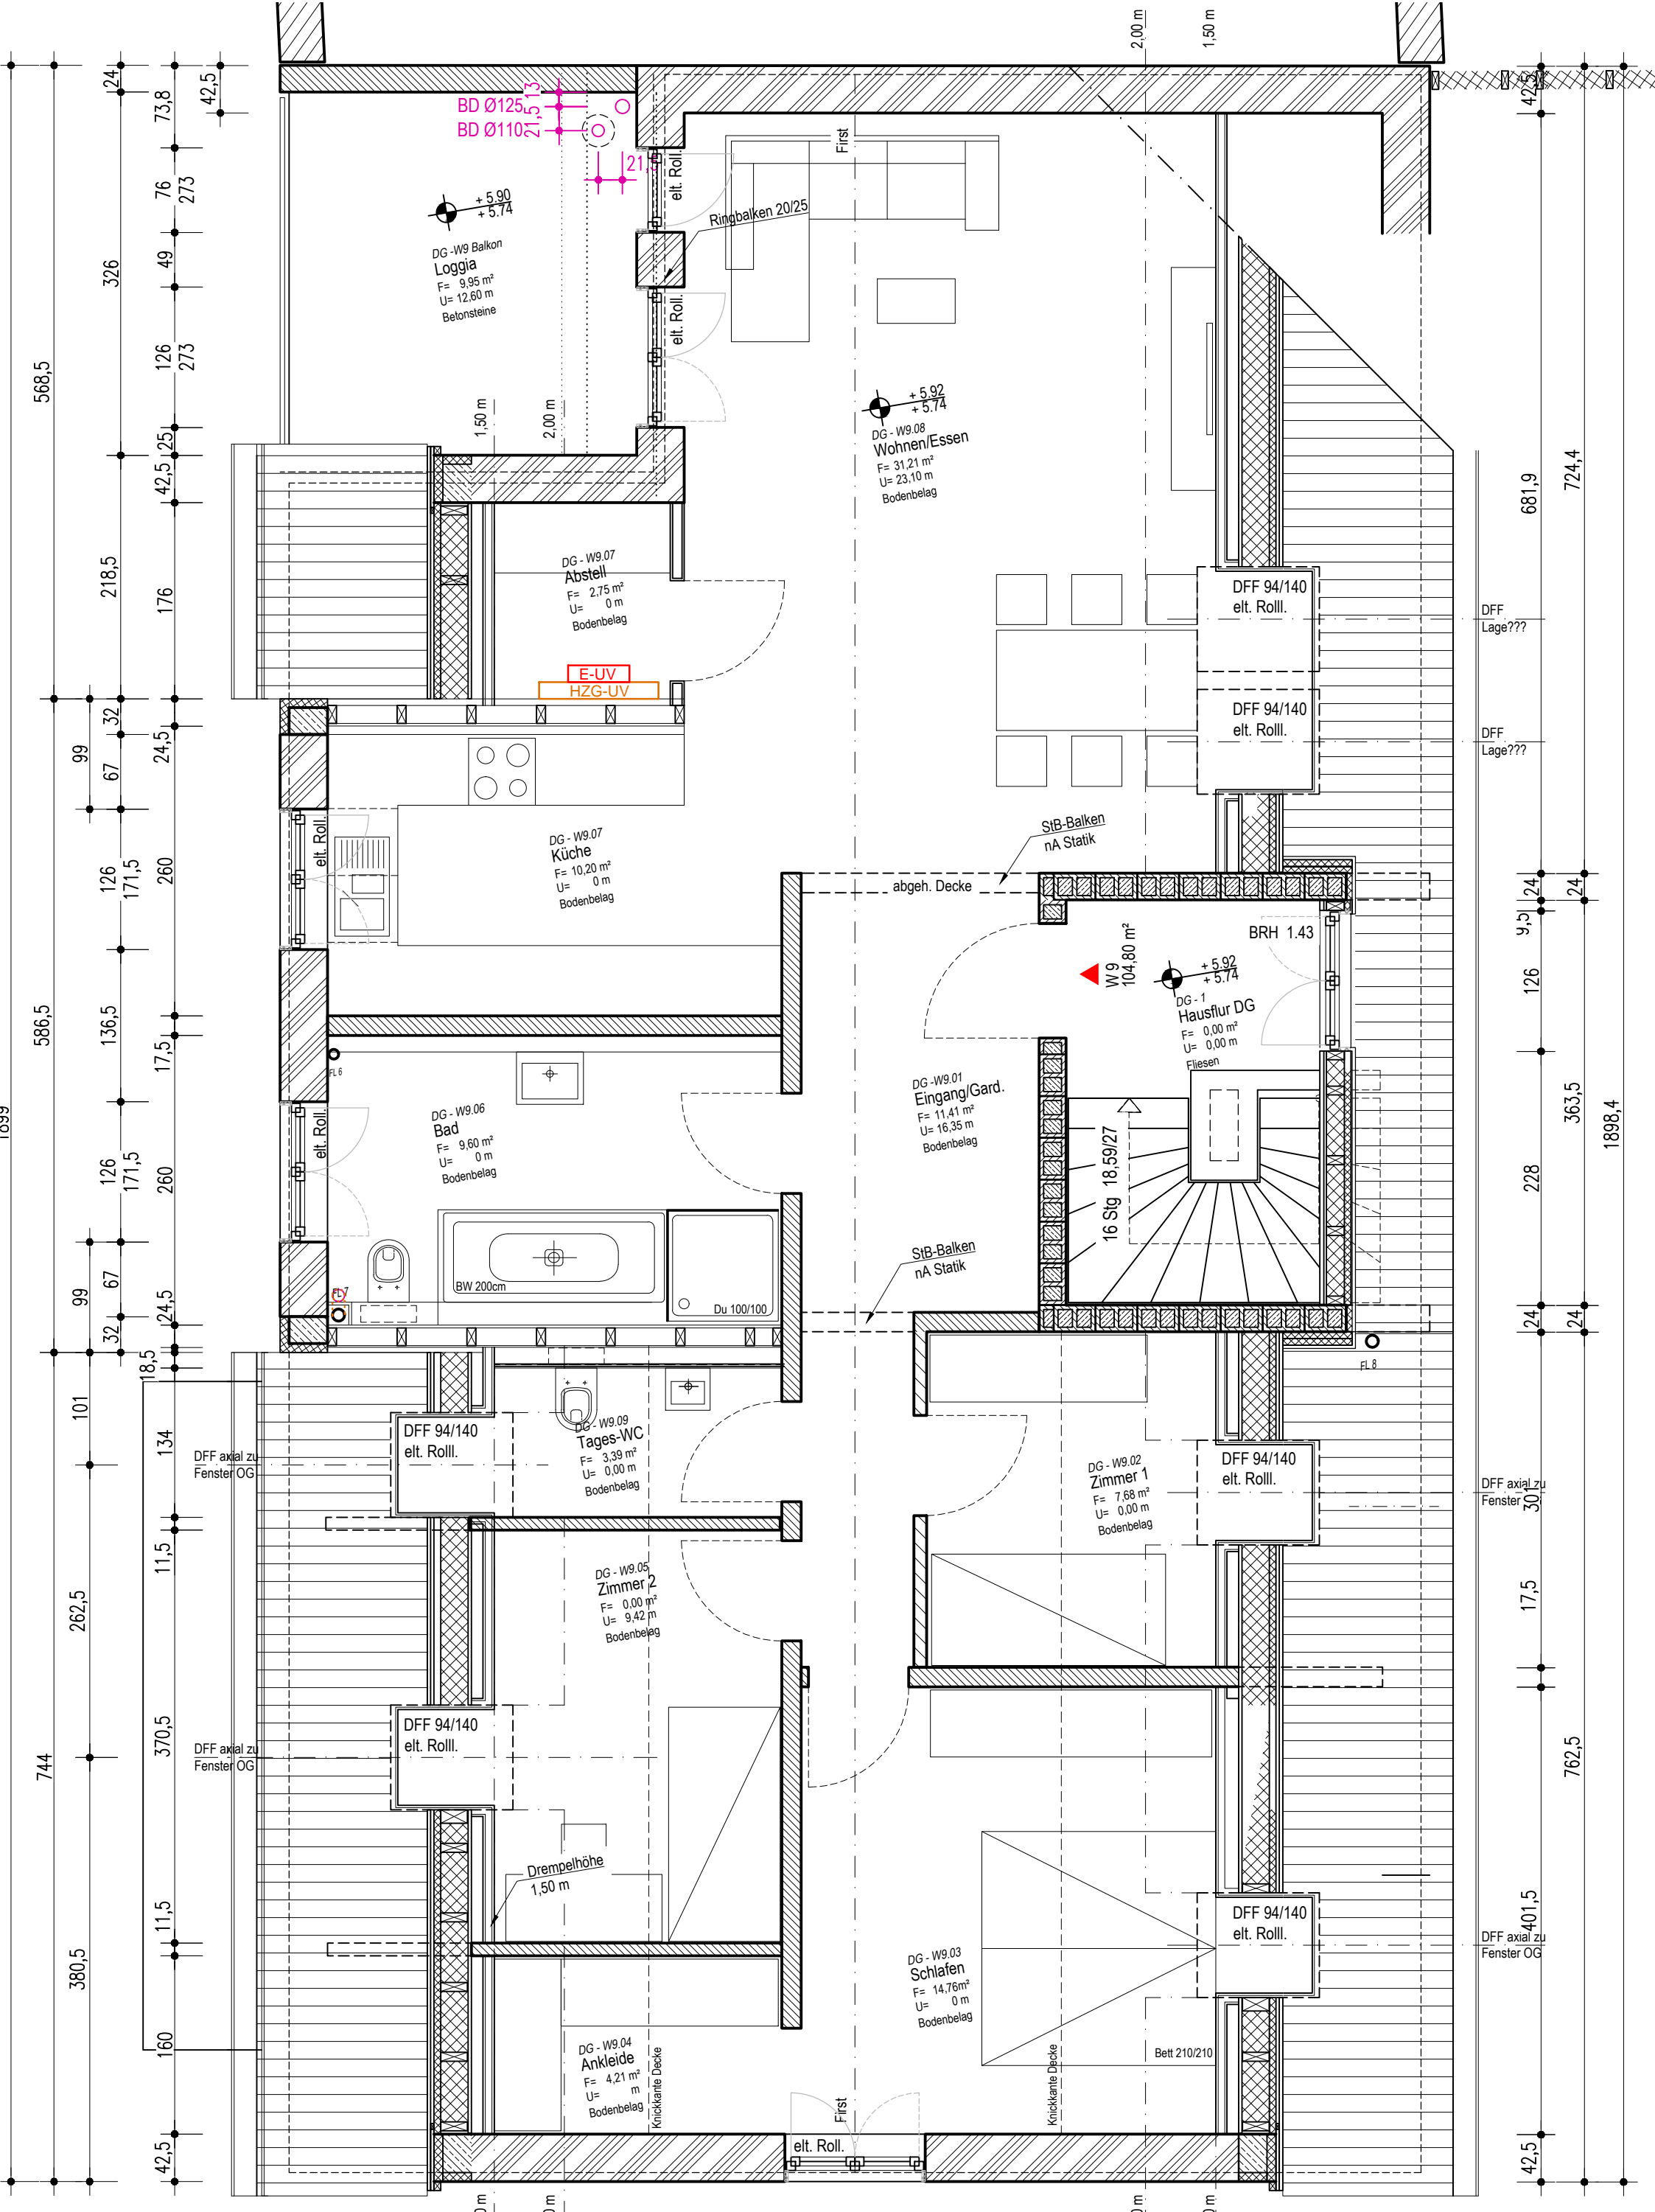 2,00 m
1,50 m
24
73,8
42,5
BD Ø125
13
BD Ø110
21,5
42,5
First
elt. Roll.
76
273
Ringbalken 20/25
+ 5.90
+ 5.74
DG -W9 Balkon
Loggia
F= 9,95 m²
U= 12,60 m
Betonsteine
49
326
elt. Roll.
126
273
568,5
1,50 m
2,00 m
25
42,5
+ 5.92
+ 5.74
DG - W9.08
Wohnen/Essen
F= 31,21 m²
U= 23,10 m
Bodenbelag
724,4
681,9
218,5
176
DG - W9.07
Abstell
F= 2,75 m²
U= 0 m
Bodenbelag
E-UV
HZG-UV
DFF 94/140
elt. Rolll.
DFF
Lage???
DFF 94/140
elt. Rolll.
DFF
Lage???
32
99
67
24,5
elt. Roll.
DG - W9.07
Küche
F= 10,20 m²
U= 0 m
Bodenbelag
126
171,5
260
StB-Balken
nA Statik
abgeh. Decke
24
24
9,5
BRH 1.43
W 9
104,80 m²
+ 5.92
+ 5.74
DG - 1
Hausflur DG
F= 0,00 m²
U= 0,00 m
Fliesen
126
586,5
136,5
17,5
FL 6
1899
elt. Roll.
DG - W9.06
Bad
F= 9,60 m²
U= 0 m
Bodenbelag
DG -W9.01
Eingang/Gard.
F= 11,41 m²
U= 16,35 m
Bodenbelag
16 Stg 18,59/27
363,5
1898,4
228
126
171,5
260
StB-Balken
nA Statik
BW 200cm
Du 100/100
FL7
99
67
24,5
32
24
24
FL 8
18,5
101
134
DFF 94/140
elt. Rolll.
DFF axial zu
Fenster OG
DG - W9.09
Tages-WC
F= 3,39 m²
U= 0,00 m
Bodenbelag
DG - W9.02
Zimmer 1
F= 7,68 m²
U= 0,00 m
Bodenbelag
DFF 94/140
elt. Rolll.
DFF axial zu
Fenster
301
11,5
262,5
DG - W9.05
Zimmer 2
F= 0,00 m²
U= 9,42 m
Bodenbelag
17,5
DFF 94/140
elt. Rolll.
DFF axial zu
Fenster OG
370,5
744
762,5
Drempelhöhe
1,50 m
11,5
380,5
DFF 94/140
elt. Rolll.
401,5
DFF axial zu
Fenster OG
DG - W9.03
Schlafen
F= 14,76m²
U= 0 m
Bodenbelag
Bett 210/210
160
DG - W9.04
Ankleide
F= 4,21 m²
U= m
Bodenbelag
Knickkante Decke
Knickkante Decke
First
elt. Roll.
42,5
42,5